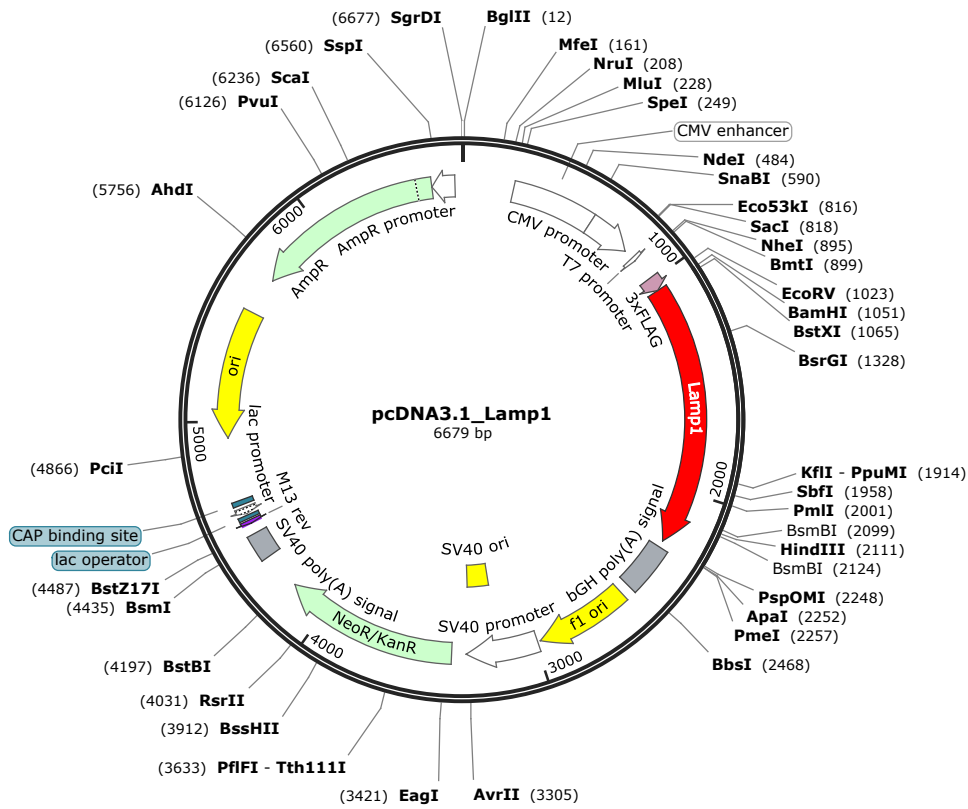 (6677) SgrDI
BglII (12)
(6560) SspI
MfeI (161)
(6236) ScaI
NruI (208)
(6126) PvuI
MluI (228)
SpeI (249)
CMV enhancer
(5756) AhdI
NdeI (484)
SnaBI (590)
Eco53kI (816)
SacI (818)
NheI (895)
BmtI (899)
EcoRV (1023)
BamHI (1051)
BstXI (1065)
BsrGI (1328)
6000
1000
AmpR promoter
AmpR
CMV promoter
T7 promoter
3xFLAG
Lamp1
ori
pcDNA3.1_Lamp1
6679 bp
5000
2000
(4866) PciI
KflI - PpuMI (1914)
SbfI (1958)
PmlI (2001)
BsmBI (2099)
HindIII (2111)
BsmBI (2124)
lac promoter
M13 rev
CAP binding site
lac operator
SV40 poly(A) signal
SV40 ori
bGH poly(A) signal
(4487) BstZ17I
(4435) BsmI
PspOMI (2248)
ApaI (2252)
PmeI (2257)
BbsI (2468)
f1 ori
SV40 promoter
NeoR/KanR
4000
3000
(4197) BstBI
(4031) RsrII
(3912) BssHII
(3633) PflFI - Tth111I
(3421) EagI
AvrII (3305)